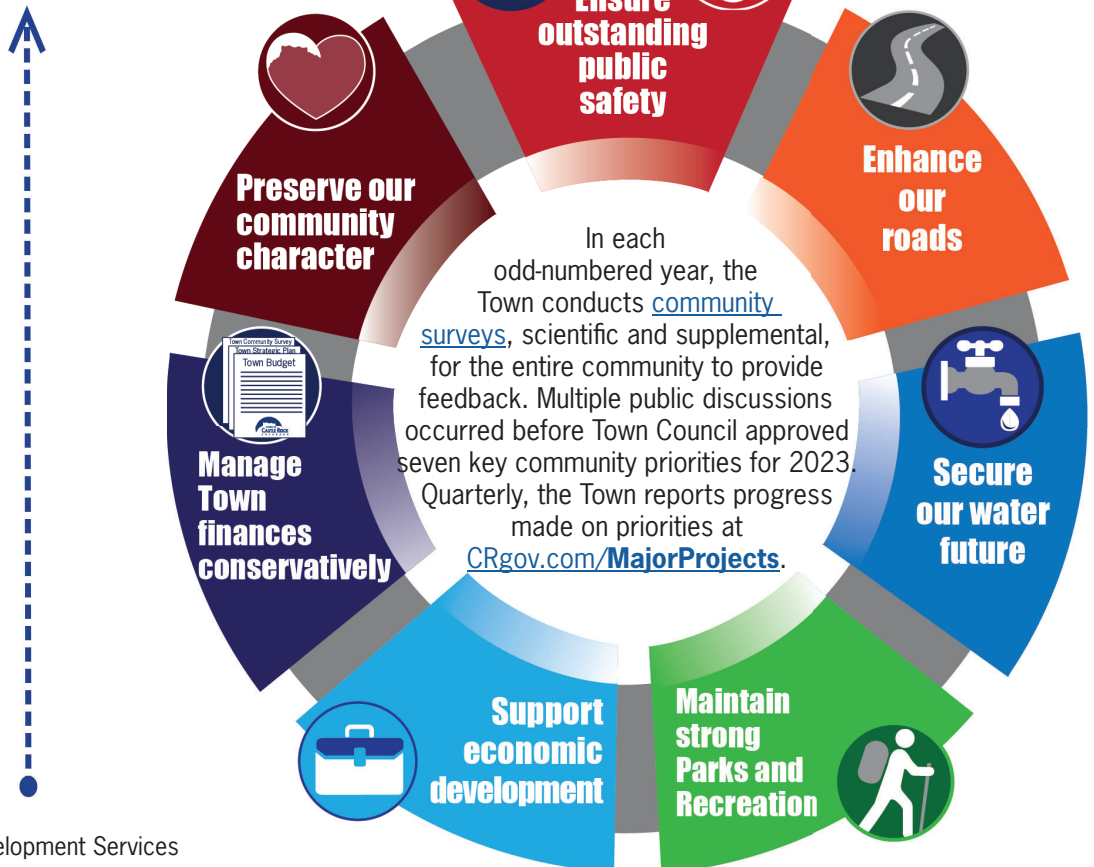 Ensure
outstanding
public
safety
Enhance
our
roads
Preserve our
community
character
In each
odd-numbered year, the
Town conducts community
surveys, scientific and supplemental,
for the entire community to provide
feedback. Multiple public discussions
occurred before Town Council approved
seven key community priorities for 2023.
Quarterly, the Town reports progress
made on priorities at
CRgov.com/MajorProjects.
Town Community Survey
Town Strategic Plan
Town Budget
CASTLE ROCK
Manage
Town
finances
conservatively
Secure
our water
future
Support
economic
development
Maintain
strong
Parks and
Recreation
Services